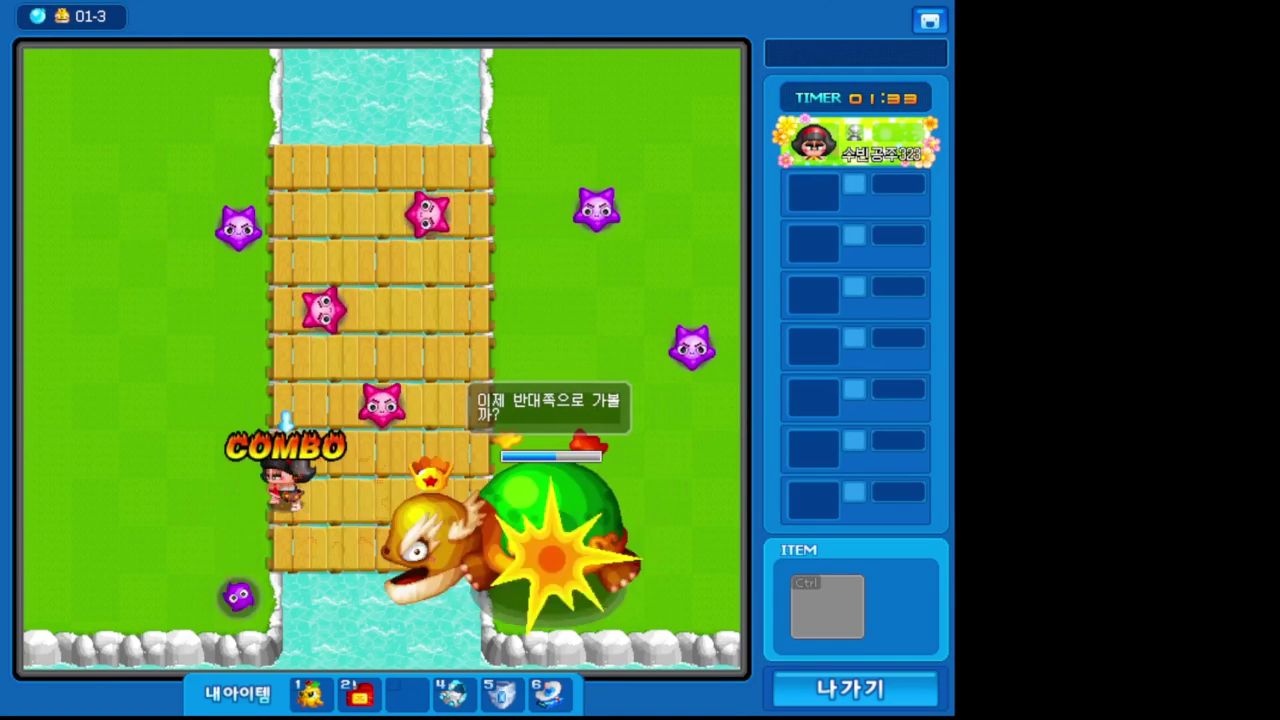 01-3
TIMER 01:33
수빈공주323
이제 반대쪽으로 가볼
까?
COMBO
ITEM
Ctrl
내아이템
1
2
4
5
6
나가기